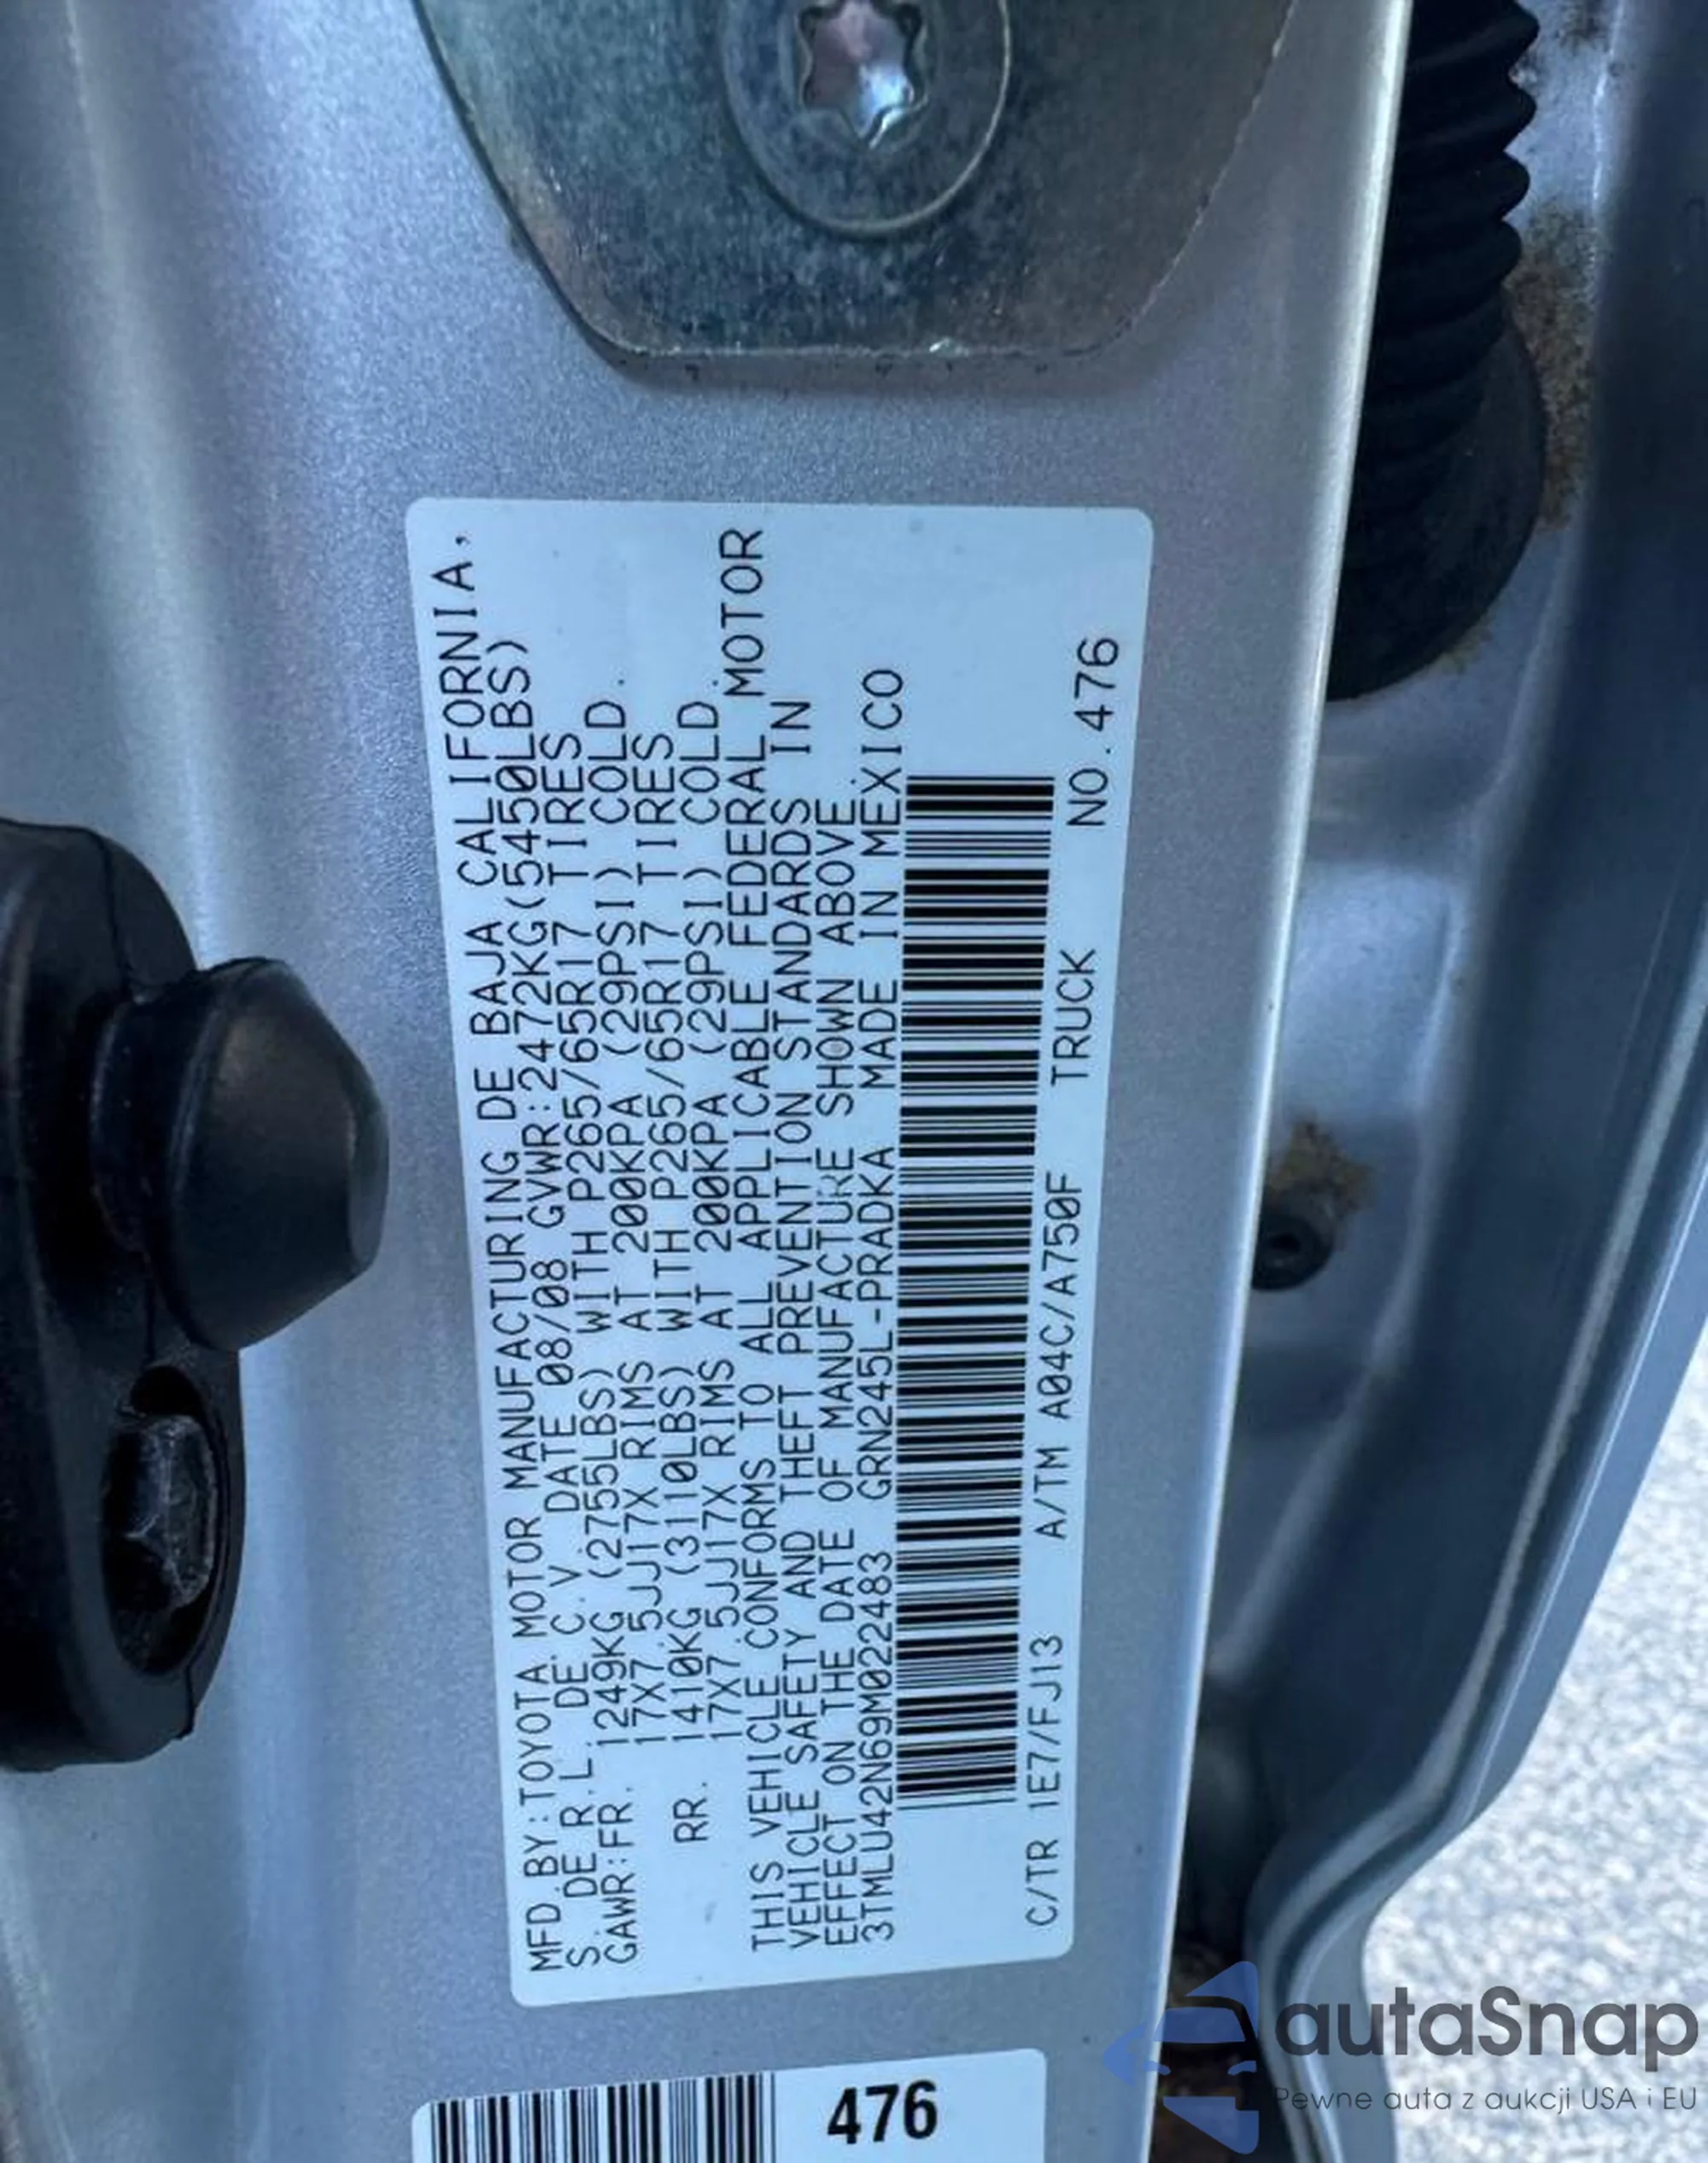 MFD.BY:TOYOTA MOTOR MANUFACTURING DE BAJA CALIFORNIA,
S. DE R.L. DE C.V. DATE 08/08 GVWR:2472KG(5450LBS)
GAWR:FR. 1249KG (2755LBS) WITH P265/65R17 TIRES
17X7.5JJ17X RIMS AT 200KPA (29PSI) COLD.
RR. 1410KG (3110LBS) WITH P265/65R17 TIRES
17X7.5JJ17X RIMS AT 200KPA (29PSI) COLD.
THIS VEHICLE CONFORMS TO ALL APPLICABLE FEDERAL MOTOR
VEHICLE SAFETY AND THEFT PREVENTION STANDARDS IN
EFFECT ON THE DATE OF MANUFACTURE SHOWN ABOVE.
3TMLU42N69M022483 GRN245L-PRADKA MADE IN MEXICO
C/TR 1E7/FJ13 A/TM A04C/A750F TRUCK NO.476
476
autaSnap
Pewne auta z aukcji USA i EU